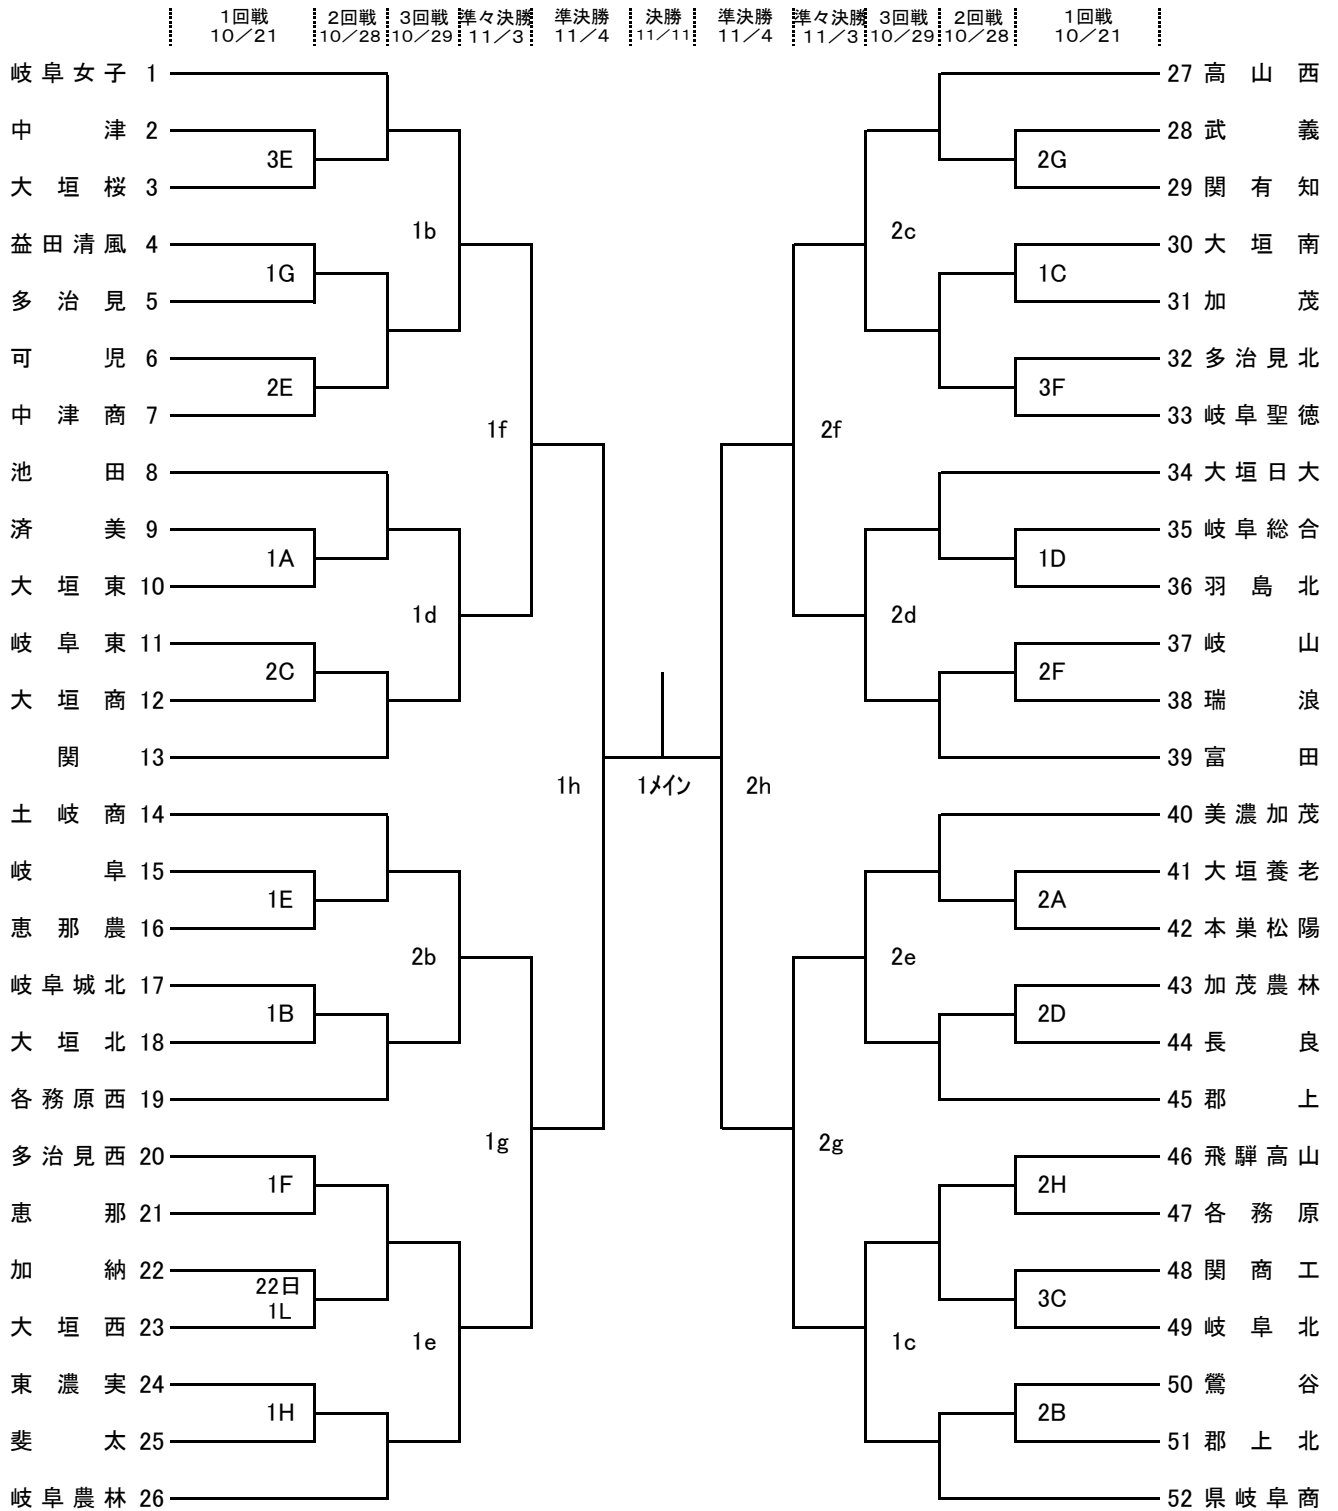 1回戦 2回戦 3回戦 準々決勝 準決勝 決勝 準決勝 準々決勝 3回戦 2回戦 1回戦
10／21 10／28 10／29 11／3 11／4 11／11 11／4 11／3 10／29 10／28 10／21
岐阜女子 1 27 高山西
中津 2 28 武義
3E 2G
大垣桜 3 29 関有知
1b 2c
益田清風 4 30 大垣南
1G 1C
多治見 5 31 加茂
可児 6 32 多治見北
2E 3F
中津商 7 33 岐阜聖徳
1f 2f
池田 8 34 大垣日大
済美 9 35 岐阜総合
1A 1D
大垣東 10 36 羽島北
1d 2d
岐阜東 11 37 岐山
2C 2F
大垣商 12 38 瑞浪
関 13 39 富田
1h 1メイン 2h
土岐商 14 40 美濃加茂
岐阜 15 41 大垣養老
1E 2A
恵那農 16 42 本巣松陽
2b 2e
岐阜城北 17 43 加茂農林
1B 2D
大垣北 18 44 長良
各務原西 19 45 郡上
1g 2g
多治見西 20 46 飛騨高山
1F 2H
恵那 21 47 各務原
加納 22 48 関商工
22日
1L 3C
大垣西 23 49 岐阜北
1e 1c
東濃実 24 50 鶯谷
1H 2B
斐太 25 51 郡上北
岐阜農林 26 52 県岐阜商